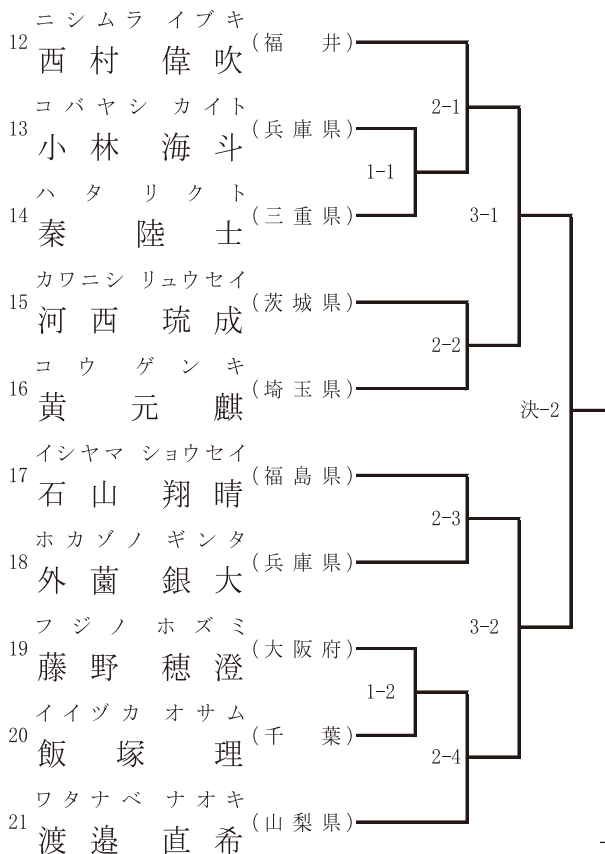 ニシムラ イブキ
12 西村 偉吹 (福井)
コバヤシ カイト
13 小林 海斗 (兵庫県)
ハタ リクト
14 秦 陸士 (三重県)
カワニシ リュウセイ
15 河西 琉成 (茨城県)
コウ ゲンキ
16 黄 元麒 (埼玉県)
イシヤマ ショウセイ
17 石山 翔晴 (福島県)
ホカゾノ ギンタ
18 外薗 銀大 (兵庫県)
フジノ ホズミ
19 藤野 穂澄 (大阪府)
イイヅカ オサム
20 飯塚 理 (千葉)
ワタナベ ナオキ
21 渡邉 直希 (山梨県)
2-1
1-1
3-1
2-2
決-2
2-3
3-2
1-2
2-4